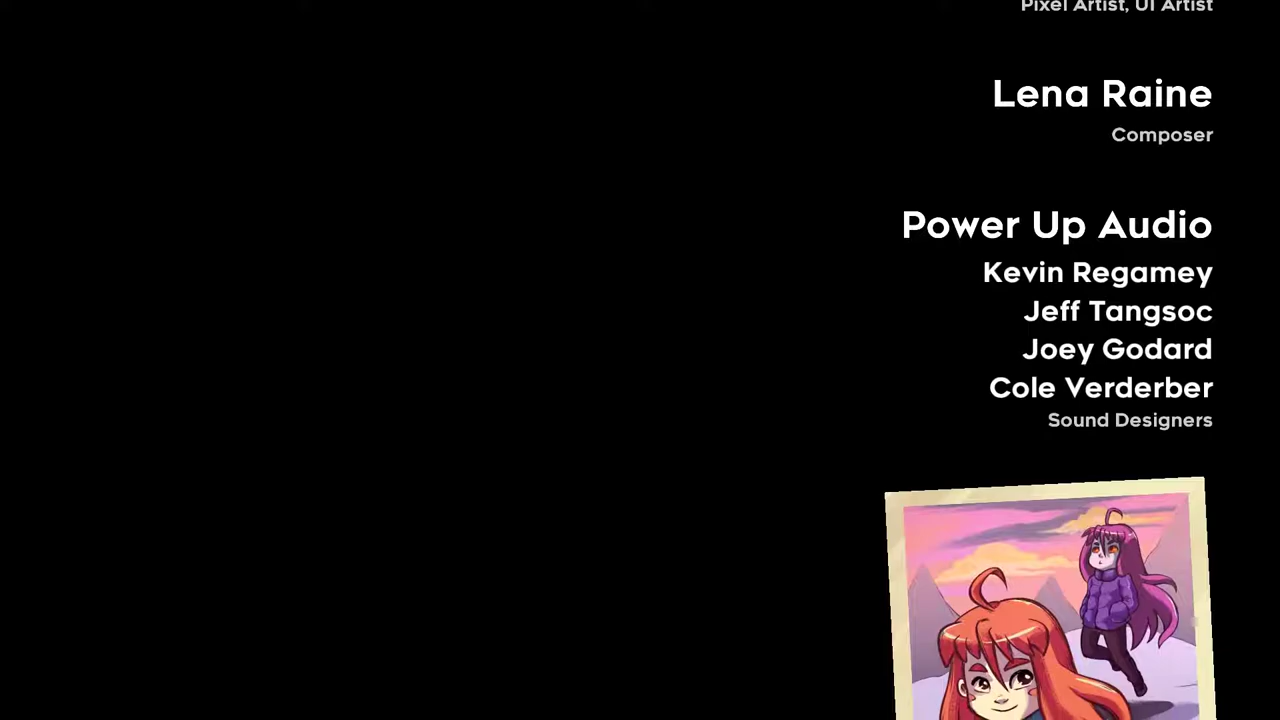 Pixel Artist, UI Artist
Lena Raine
Composer
Power Up Audio
Kevin Regamey
Jeff Tangsoc
Joey Godard
Cole Verderber
Sound Designers